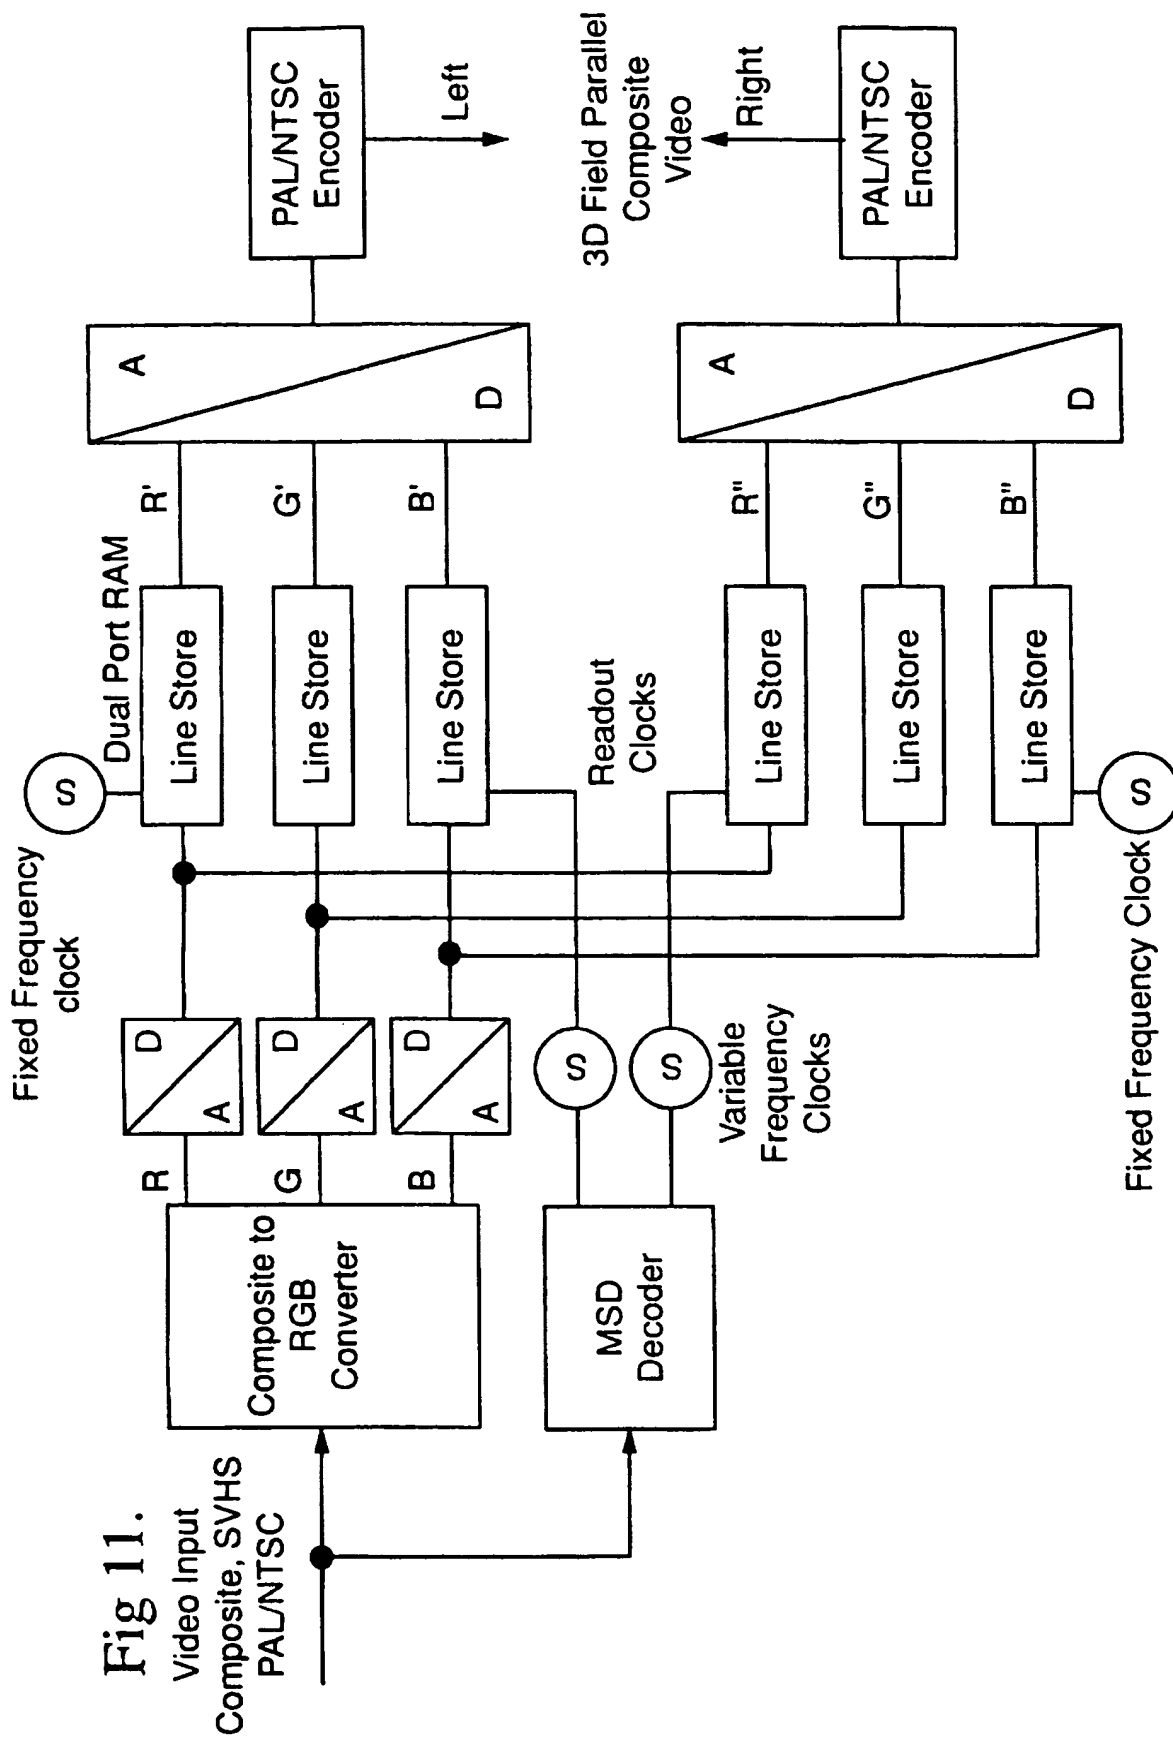 Fig 11.
Video Input
Composite, SVHS
PAL/NTSC
Composite to
RGB
Converter
MSD
Decoder
R
G
B
D
A
D
A
D
A
S
S
Variable
Frequency
Clocks
Fixed Frequency
clock
S
Dual Port RAM
Line Store
Line Store
Line Store
Readout
Clocks
Line Store
Line Store
Line Store
S
Fixed Frequency Clock
R'
G'
B'
R"
G"
B"
A
D
A
D
PAL/NTSC
Encoder
Left
3D Field Parallel
Composite
Video
Right
PAL/NTSC
Encoder